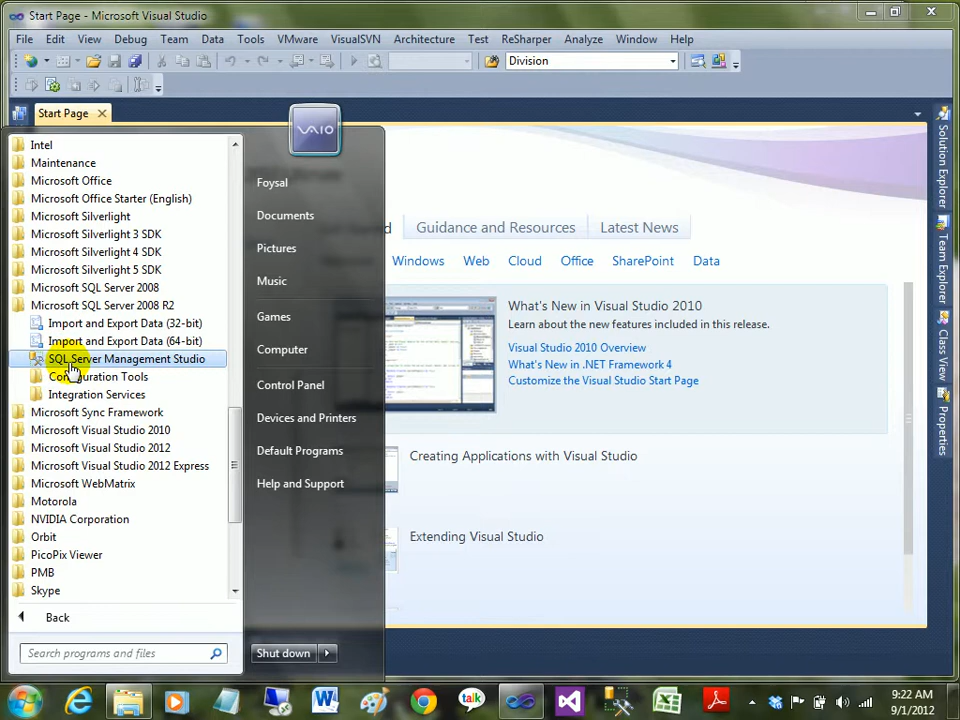 Start Page - Microsoft Visual Studio
File Edit View Debug Team Data Tools VMware VisualSVN Architecture Test ReSharper Analyze Window Help
Division
Start Page
Intel
Maintenance
Microsoft Office
Microsoft Office Starter (English)
Microsoft Silverlight
Microsoft Silverlight 3 SDK
Microsoft Silverlight 4 SDK
Microsoft Silverlight 5 SDK
Microsoft SQL Server 2008
Microsoft SQL Server 2008 R2
Import and Export Data (32-bit)
Import and Export Data (64-bit)
SQL Server Management Studio
Configuration Tools
Integration Services
Microsoft Sync Framework
Microsoft Visual Studio 2010
Microsoft Visual Studio 2012
Microsoft Visual Studio 2012 Express
Microsoft WebMatrix
Motorola
NVIDIA Corporation
Orbit
PicoPix Viewer
PMB
Skype
Back
Search programs and files
VAIO
Foysal
Documents
Pictures
Music
Games
Computer
Control Panel
Devices and Printers
Default Programs
Help and Support
Shut down
Guidance and Resources Latest News
Windows Web Cloud Office SharePoint Data
What's New in Visual Studio 2010
Learn about the new features included in this release.
Visual Studio 2010 Overview
What's New in .NET Framework 4
Customize the Visual Studio Start Page
Creating Applications with Visual Studio
Extending Visual Studio
Solution Explorer
Team Explorer
Class View
Properties
talk
9:22 AM
9/1/2012